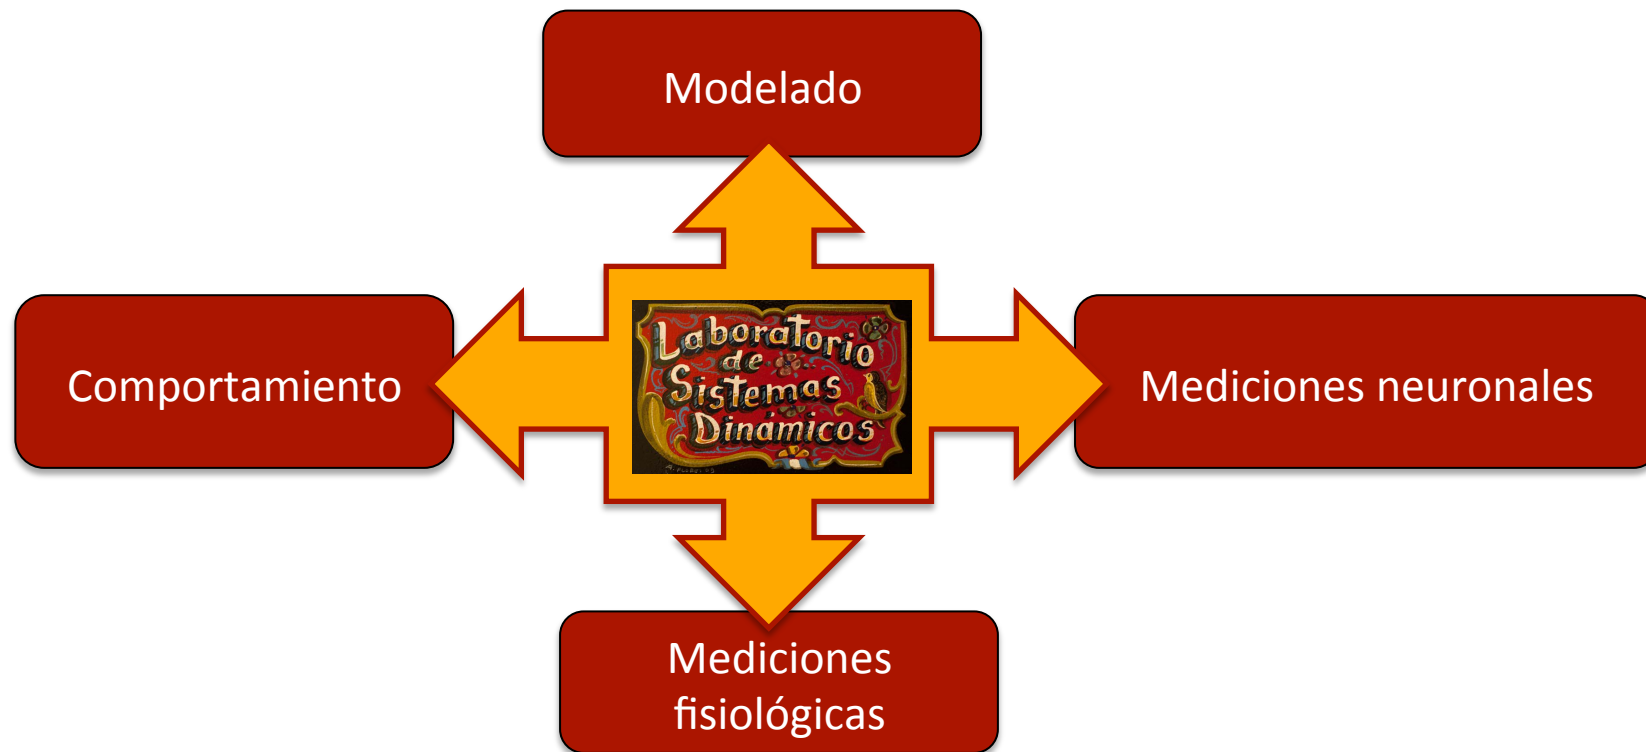 Modelado
Comportamiento
Laboratorio
de
Sistemas
Dinámicos
Mediciones neuronales
Mediciones
fisiológicas